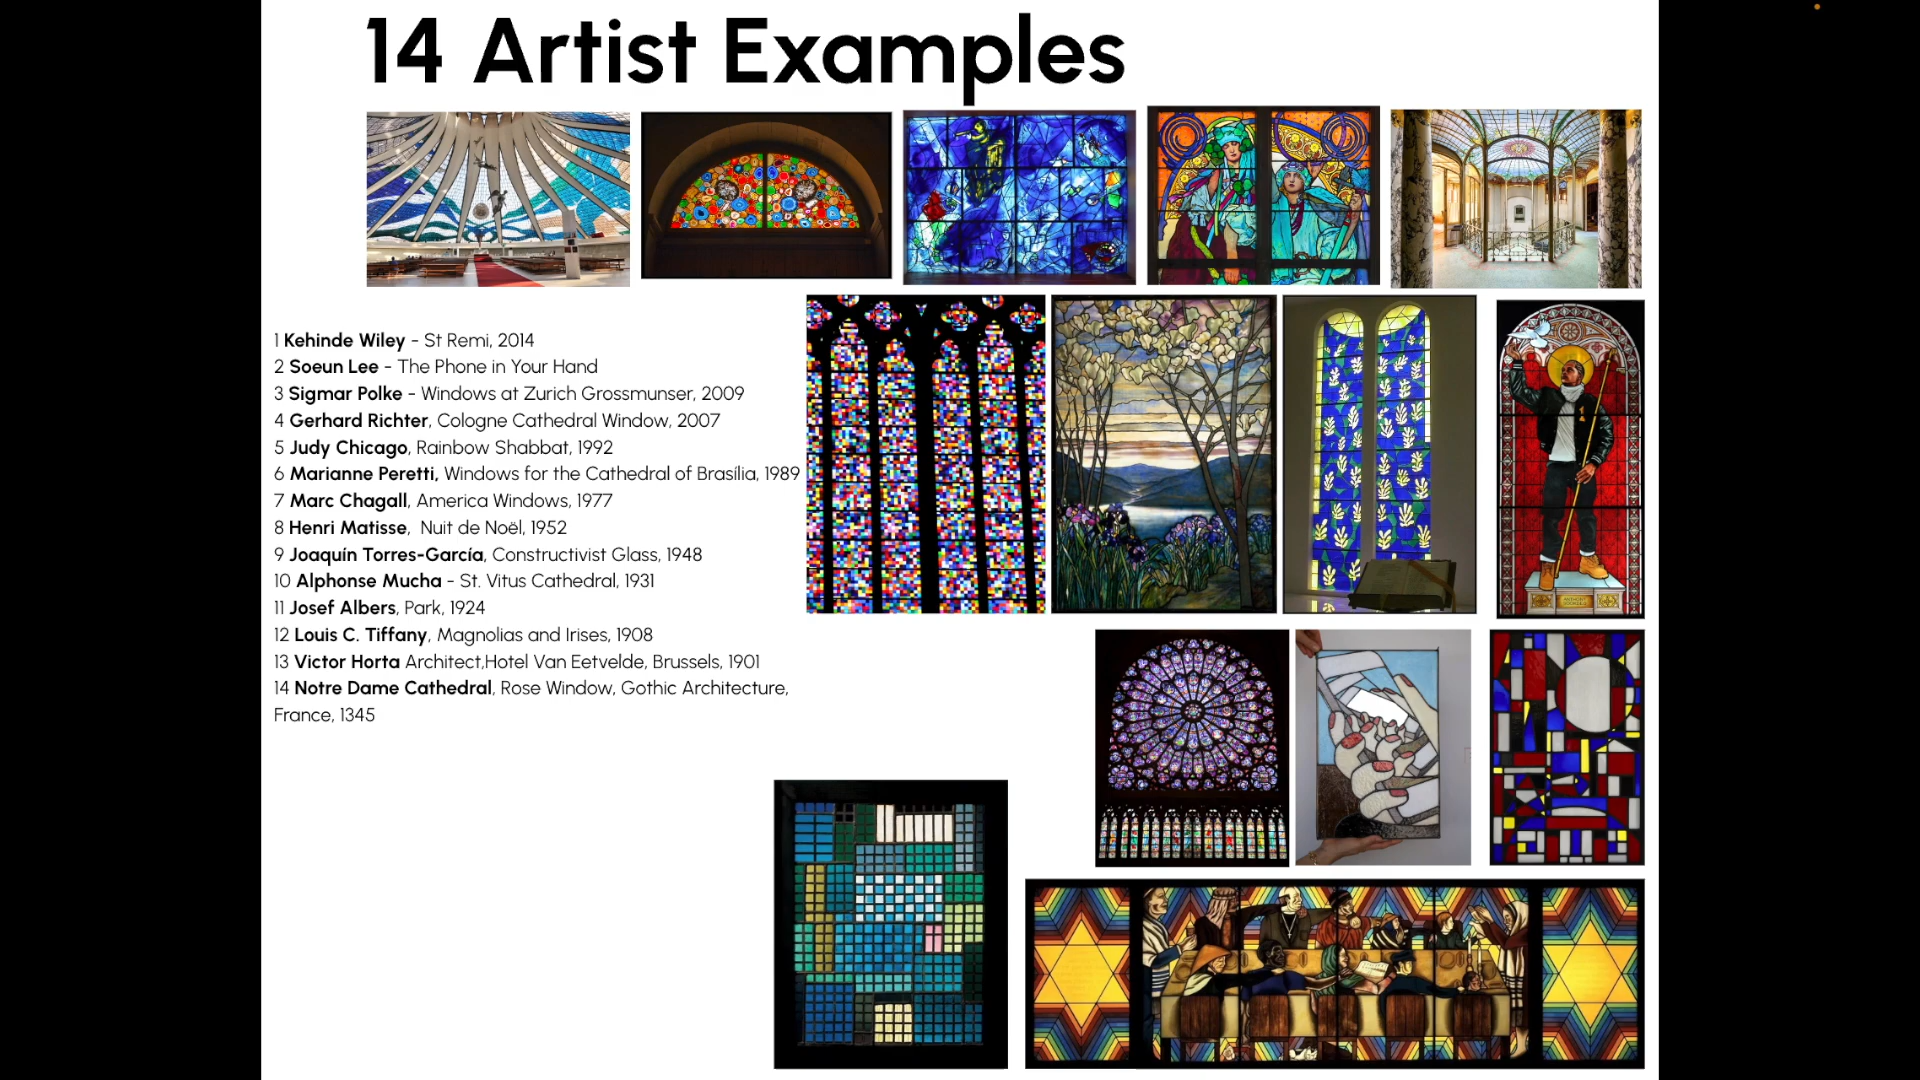 14 Artist Examples
1 Kehinde Wiley - St Remi, 2014
2 Soeun Lee - The Phone in Your Hand
3 Sigmar Polke - Windows at Zurich Grossmunser, 2009
4 Gerhard Richter, Cologne Cathedral Window, 2007
5 Judy Chicago, Rainbow Shabbat, 1992
6 Marianne Peretti, Windows for the Cathedral of Brasília, 1989
7 Marc Chagall, America Windows, 1977
8 Henri Matisse,  Nuit de Noël, 1952
9 Joaquín Torres-García, Constructivist Glass, 1948
10 Alphonse Mucha - St. Vitus Cathedral, 1931
11 Josef Albers, Park, 1924
12 Louis C. Tiffany, Magnolias and Irises, 1908
13 Victor Horta Architect,Hotel Van Eetvelde, Brussels, 1901
14 Notre Dame Cathedral, Rose Window, Gothic Architecture,
France, 1345